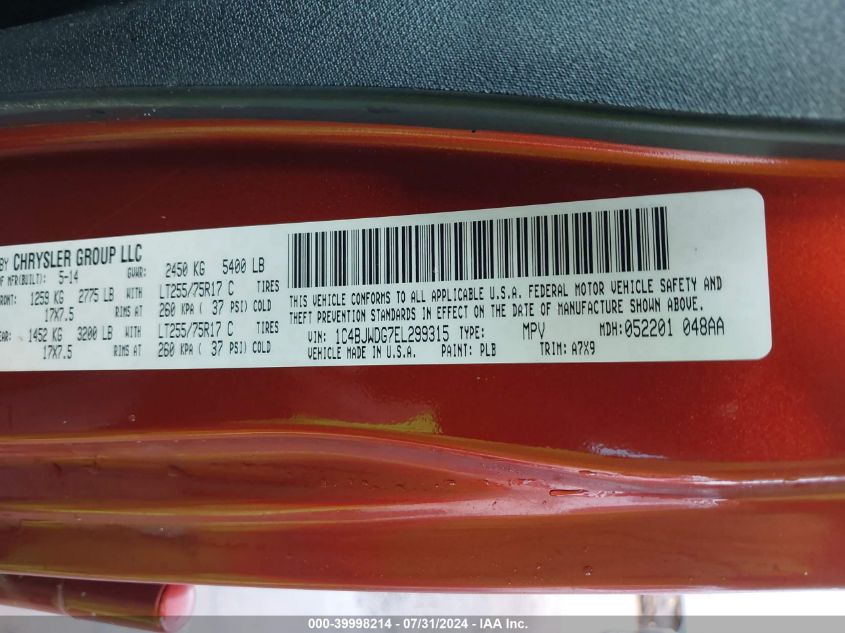 BY CHRYSLER GROUP LLC
OF MFR(BUILT): 5-14 GVWR: 2450 KG 5400 LB
FRONT: 1259 KG 2775 LB WITH LT255/75R17 C TIRES
17X7.5 RIMS AT 260 KPA ( 37 PSI) COLD
EAR: 1452 KG 3200 LB WITH LT255/75R17 C TIRES
17X7.5 RIMS AT 260 KPA ( 37 PSI) COLD
THIS VEHICLE CONFORMS TO ALL APPLICABLE U.S.A. FEDERAL MOTOR VEHICLE SAFETY AND
THEFT PREVENTION STANDARDS IN EFFECT ON THE DATE OF MANUFACTURE SHOWN ABOVE.
VIN: 1C4BJWDG7EL299315 TYPE: MPV MDH:052201 048AA
VEHICLE MADE IN U.S.A. PAINT: PLB TRIM: A7X9
000-39998214 - 07/31/2024 - IAA Inc.